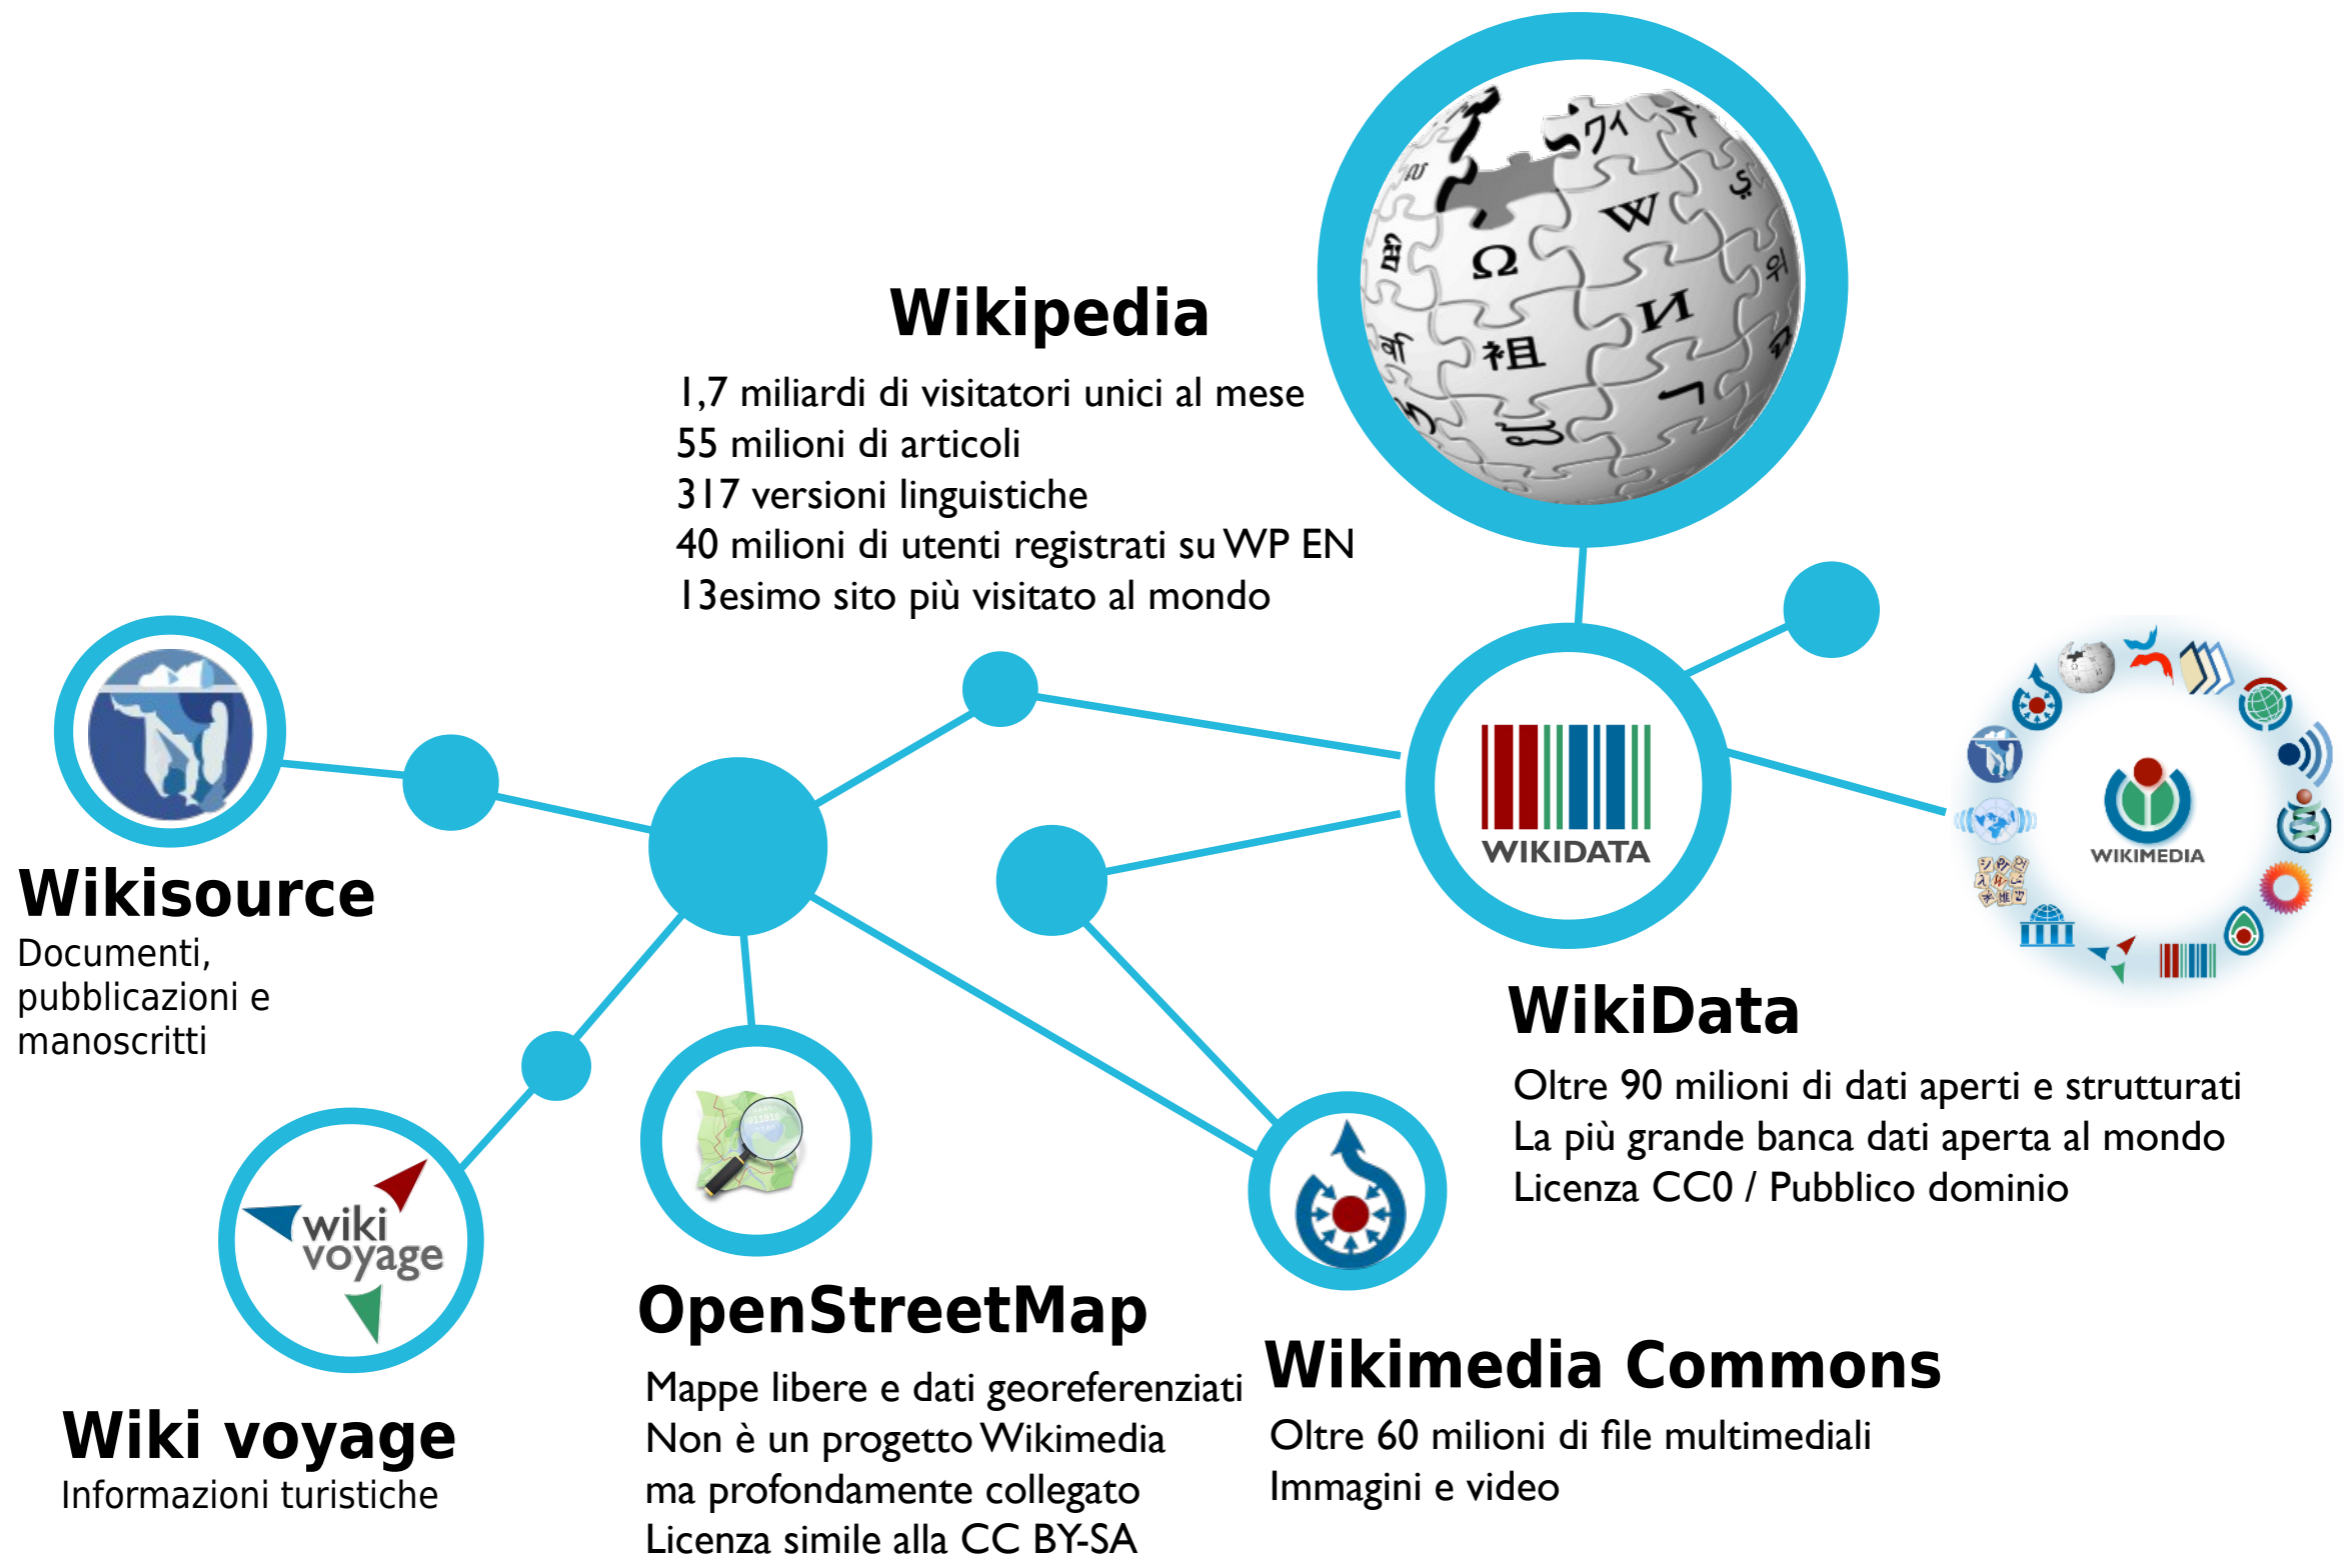 Wikipedia
1,7 miliardi di visitatori unici al mese
55 milioni di articoli
317 versioni linguistiche
40 milioni di utenti registrati su WP EN
13esimo sito più visitato al mondo
W
Ω
И
祖
WIKIDATA
WIKIMEDIA
Wikisource
Documenti,
pubblicazioni e
manoscritti
WikiData
Oltre 90 milioni di dati aperti e strutturati
La più grande banca dati aperta al mondo
Licenza CC0 / Pubblico dominio
wiki
voyage
Wiki voyage
Informazioni turistiche
OpenStreetMap
Mappe libere e dati georeferenziati
Non è un progetto Wikimedia
ma profondamente collegato
Licenza simile alla CC BY-SA
Wikimedia Commons
Oltre 60 milioni di file multimediali
Immagini e video